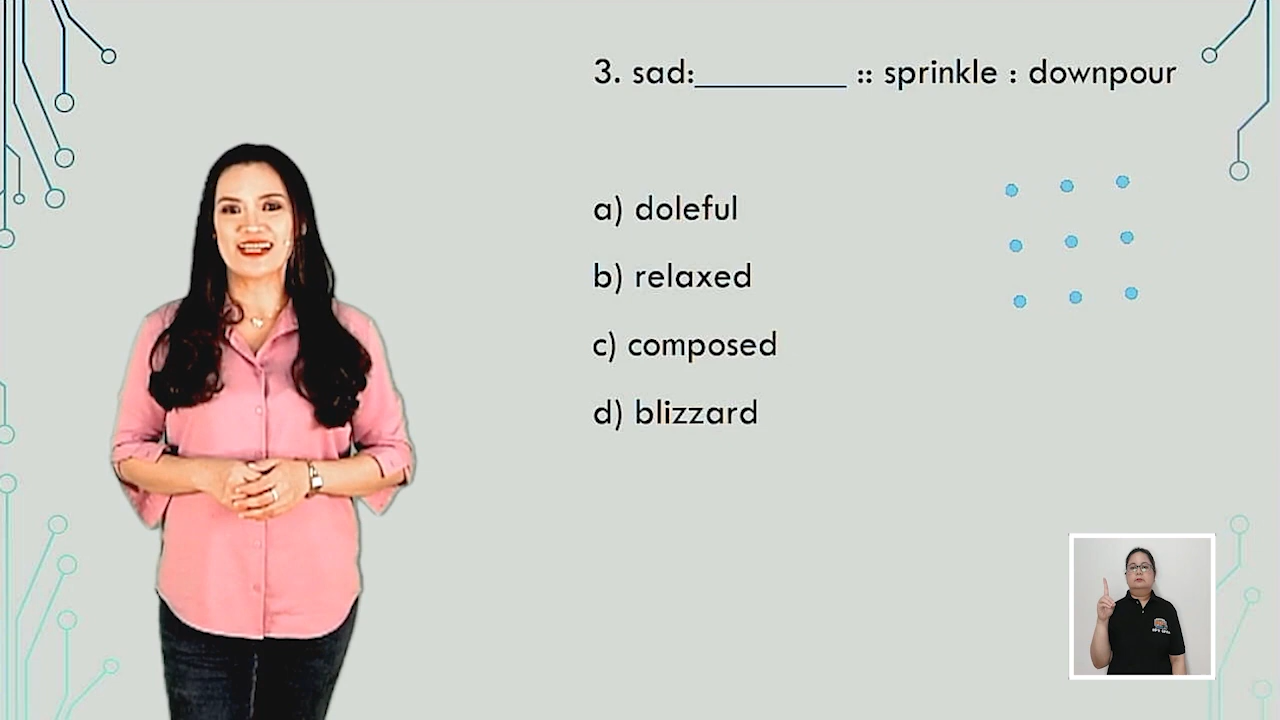 3. sad:_________ :: sprinkle : downpour
a) doleful
b) relaxed
c) composed
d) blizzard